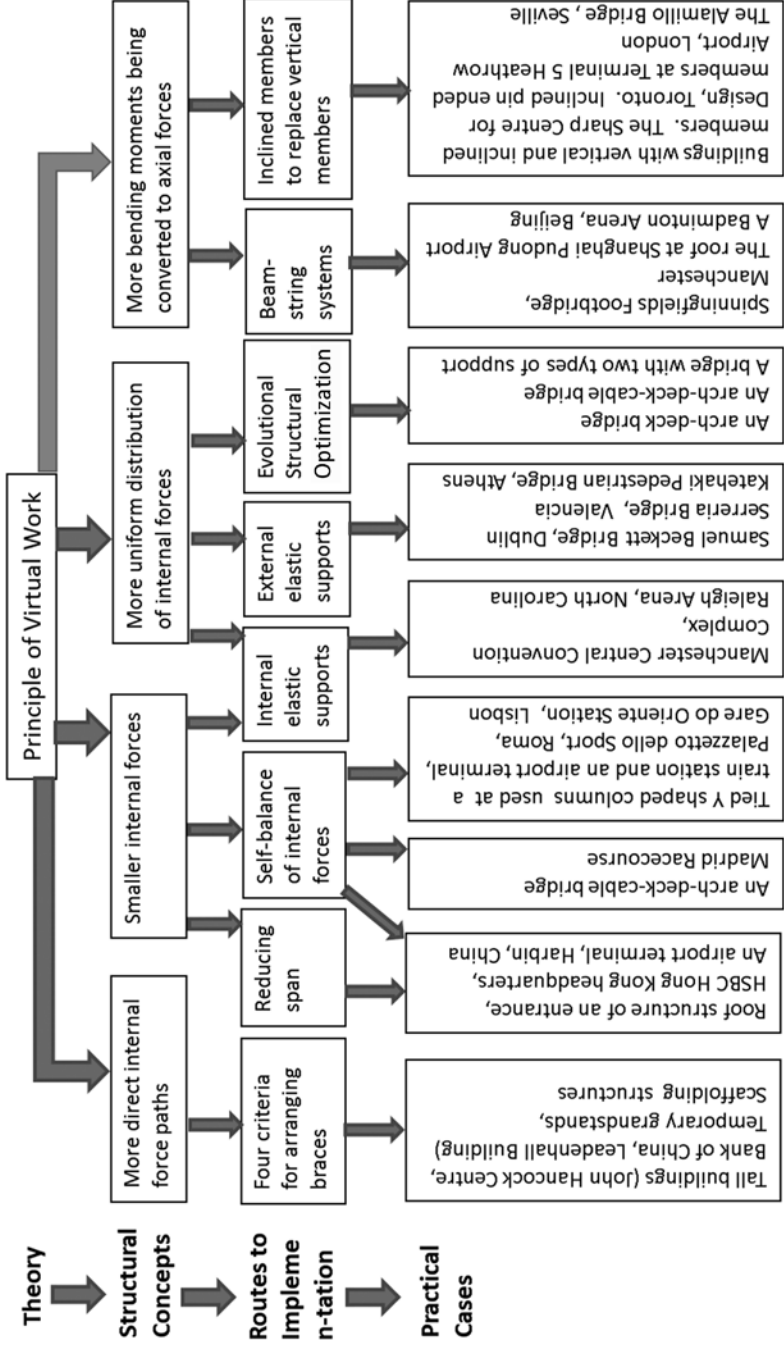 Theory
Principle of Virtual Work
Structural
Concepts
More direct internal
force paths
Smaller internal forces
More uniform distribution
of internal forces
More bending moments being
converted to axial forces
Routes to
Impleme
n-tation
Four criteria
for arranging
braces
Reducing
span
Self-balance
of internal
forces
Internal
elastic
supports
External
elastic
supports
Evolutional
Structural
Optimization
Beam-
string
systems
Inclined members
to replace vertical
members
Practical
Cases
Tall buildings (John Hancock Centre,
Bank of China, Leadenhall Building)
Temporary grandstands,
Scaffolding structures
Roof structure of an entrance,
HSBC Hong Kong headquarters,
An airport terminal, Harbin, China
An arch-cable-deck bridge
Madrid Racecourse
Tied Y shaped columns used at a
train station and an airport terminal,
Palazzetto dello Sport, Roma,
Gare do Oriente Station, Lisbon
Manchester Central Convention
Complex,
Raleigh Arena, North Carolina
Samuel Beckett Bridge, Dublin
Serreria Bridge, Valencia
Katehaki Pedestrian Bridge, Athens
An arch-deck bridge
An arch-deck-cable bridge
A bridge with two types of support
Spinningfields Footbridge,
Manchester
The roof at Shanghai Pudong Airport
A Badminton Arena, Beijing
Buildings with vertical and inclined
members. The Sharp Centre for
Design, Toronto. Inclined pin ended
members at Terminal 5 Heathrow
Airport, London
The Alamillo Bridge , Seville